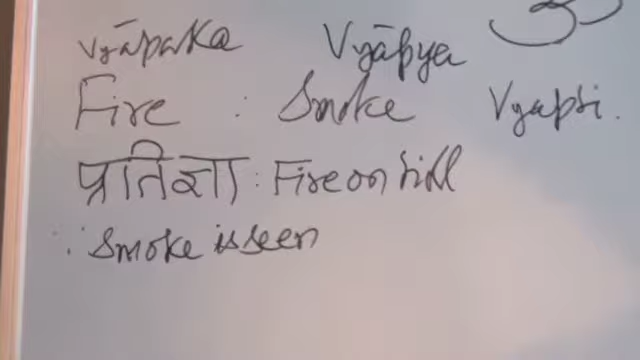 vyāpaka Vyāpya
Fire : Smoke Vyapti.
प्रतिज्ञा : Fire on hill
∵ Smoke is seen